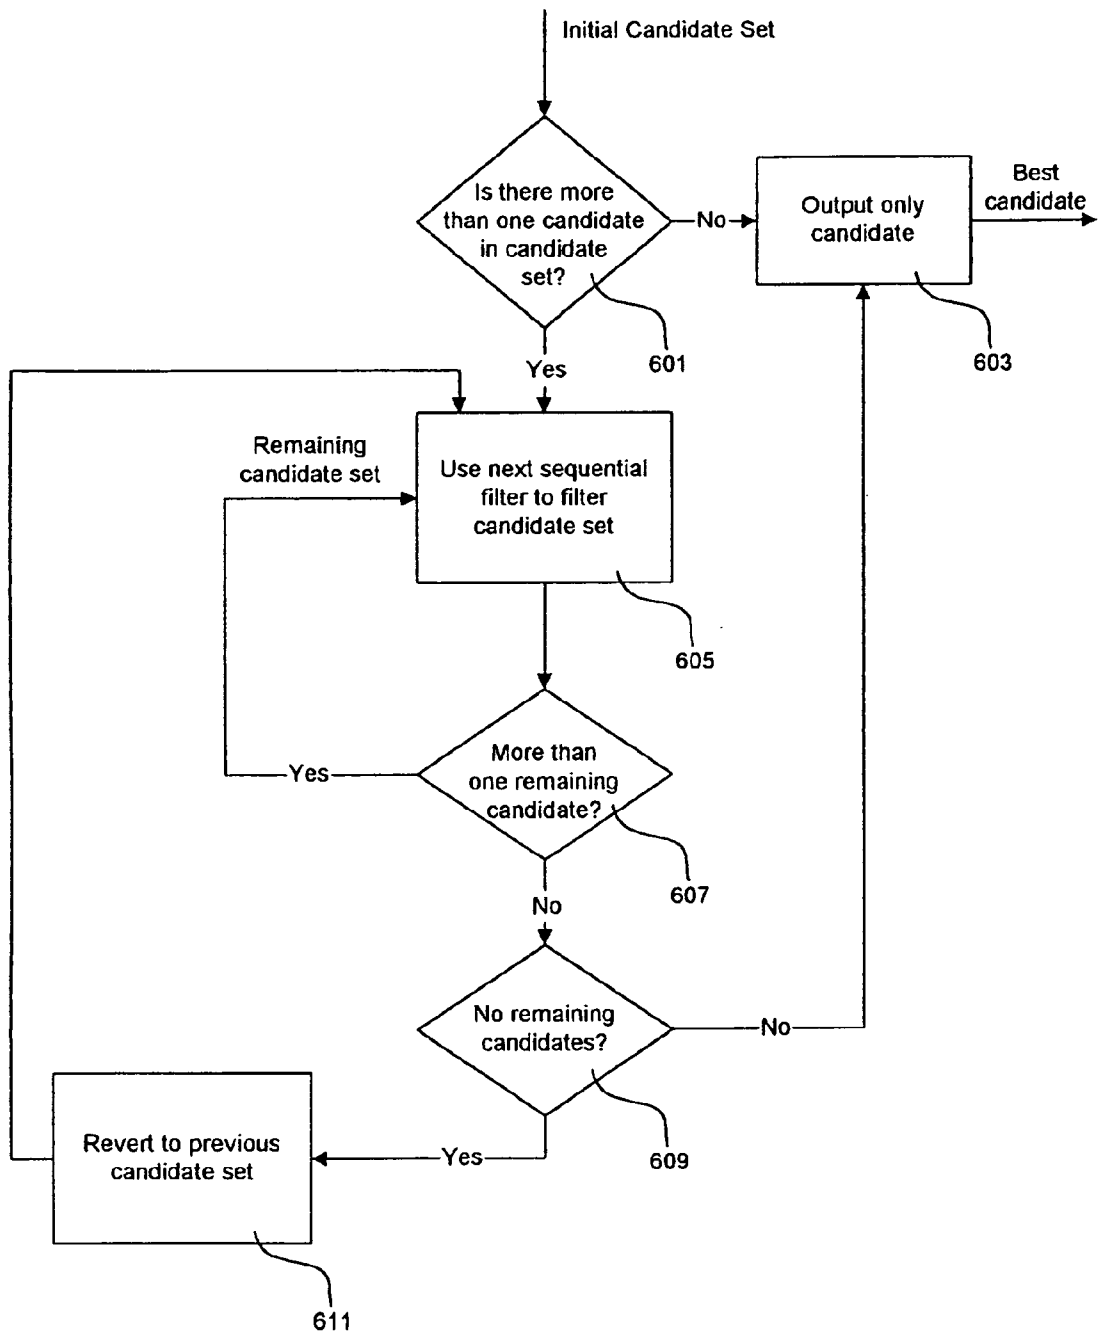 Initial Candidate Set
Is there more
than one candidate
in candidate
set?
No
Output only
candidate
Best
candidate
601
603
Yes
Remaining
candidate set
Use next sequential
filter to filter
candidate set
605
More than
one remaining
candidate?
Yes
607
No
No remaining
candidates?
No
609
Yes
Revert to previous
candidate set
611